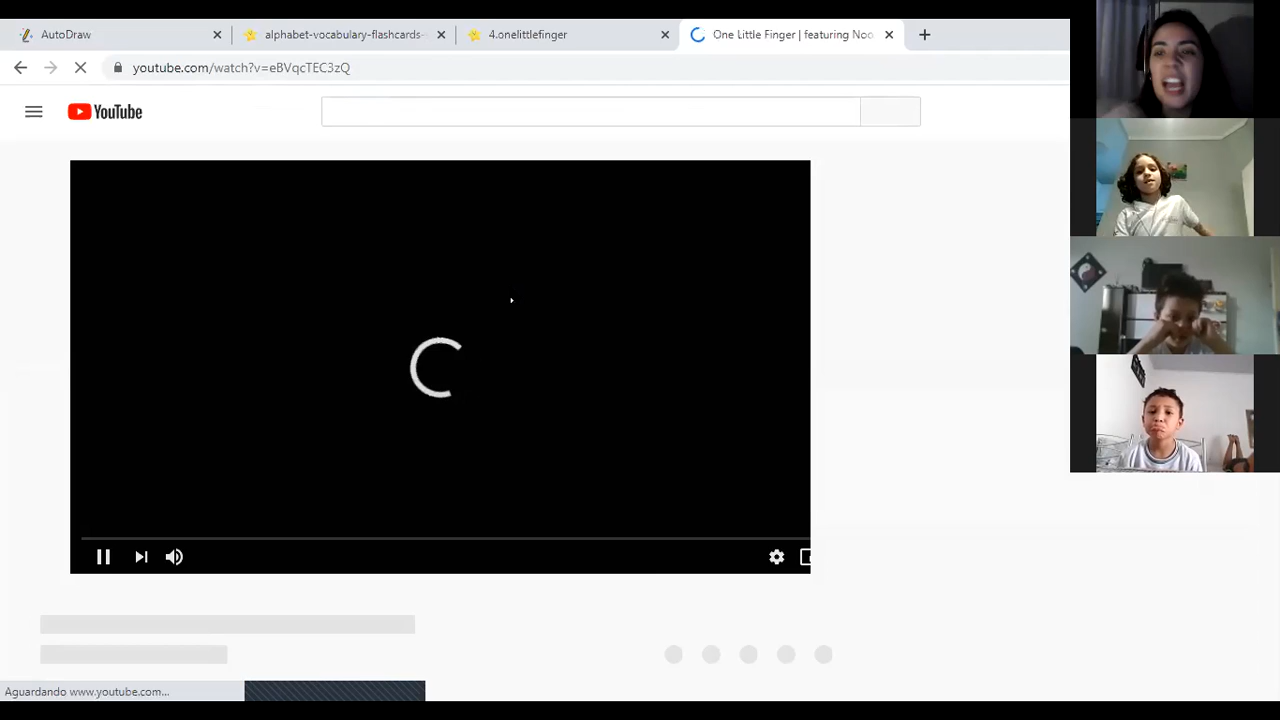 AutoDraw
alphabet-vocabulary-flashcards-
4.onelittlefinger
One Little Finger | featuring Noo
youtube.com/watch?v=eBVqcTEC3zQ
YouTube
Aguardando www.youtube.com...